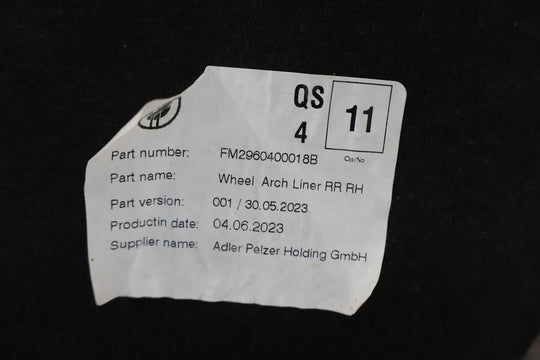 QS
4
11
Op/No
Part number: FM2960400018B
Part name: Wheel Arch Liner RR RH
Part version: 001 / 30.05.2023
Productin date: 04.06.2023
Supplier name: Adler Pelzer Holding GmbH